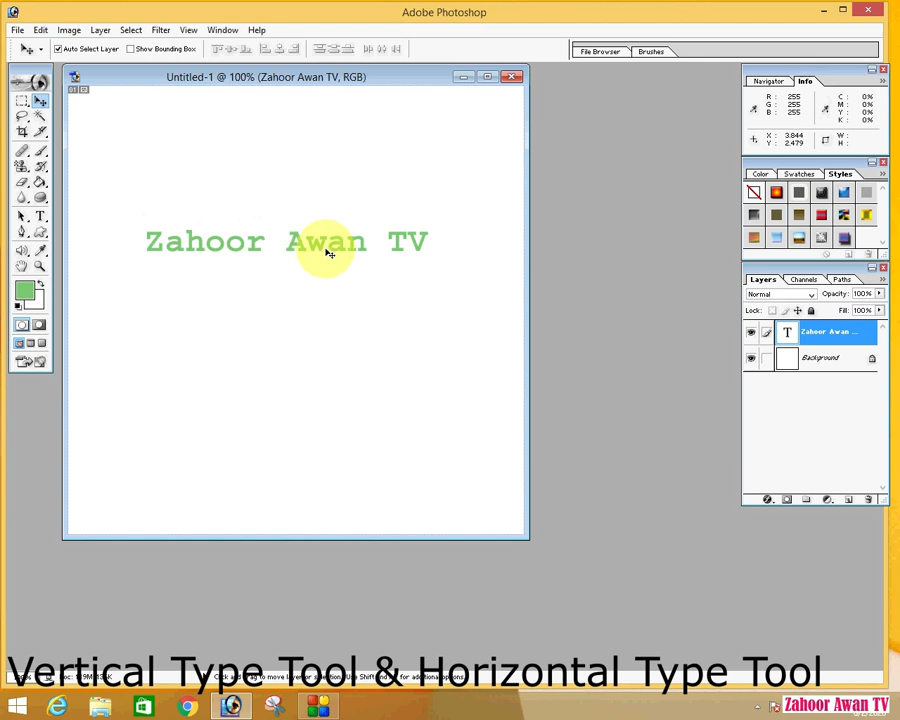 Adobe Photoshop
File Edit Image Layer Select Filter View Window Help
Auto Select Layer Show Bounding Box
File Browser Brushes
Untitled-1 @ 100% (Zahoor Awan TV, RGB)
Navigator Info
R : 255 C : 0%
G : 255 M : 0%
B : 255 Y : 0%
K : 0%
X : 3.844 W :
Y : 2.479 H :
Color Swatches Styles
Zahoor Awan TV
Layers Channels Paths
Normal Opacity: 100%
Lock: Fill: 100%
T Zahoor Awan ...
Background
Vertical Type Tool & Horizontal Type Tool
Zahoor Awan TV